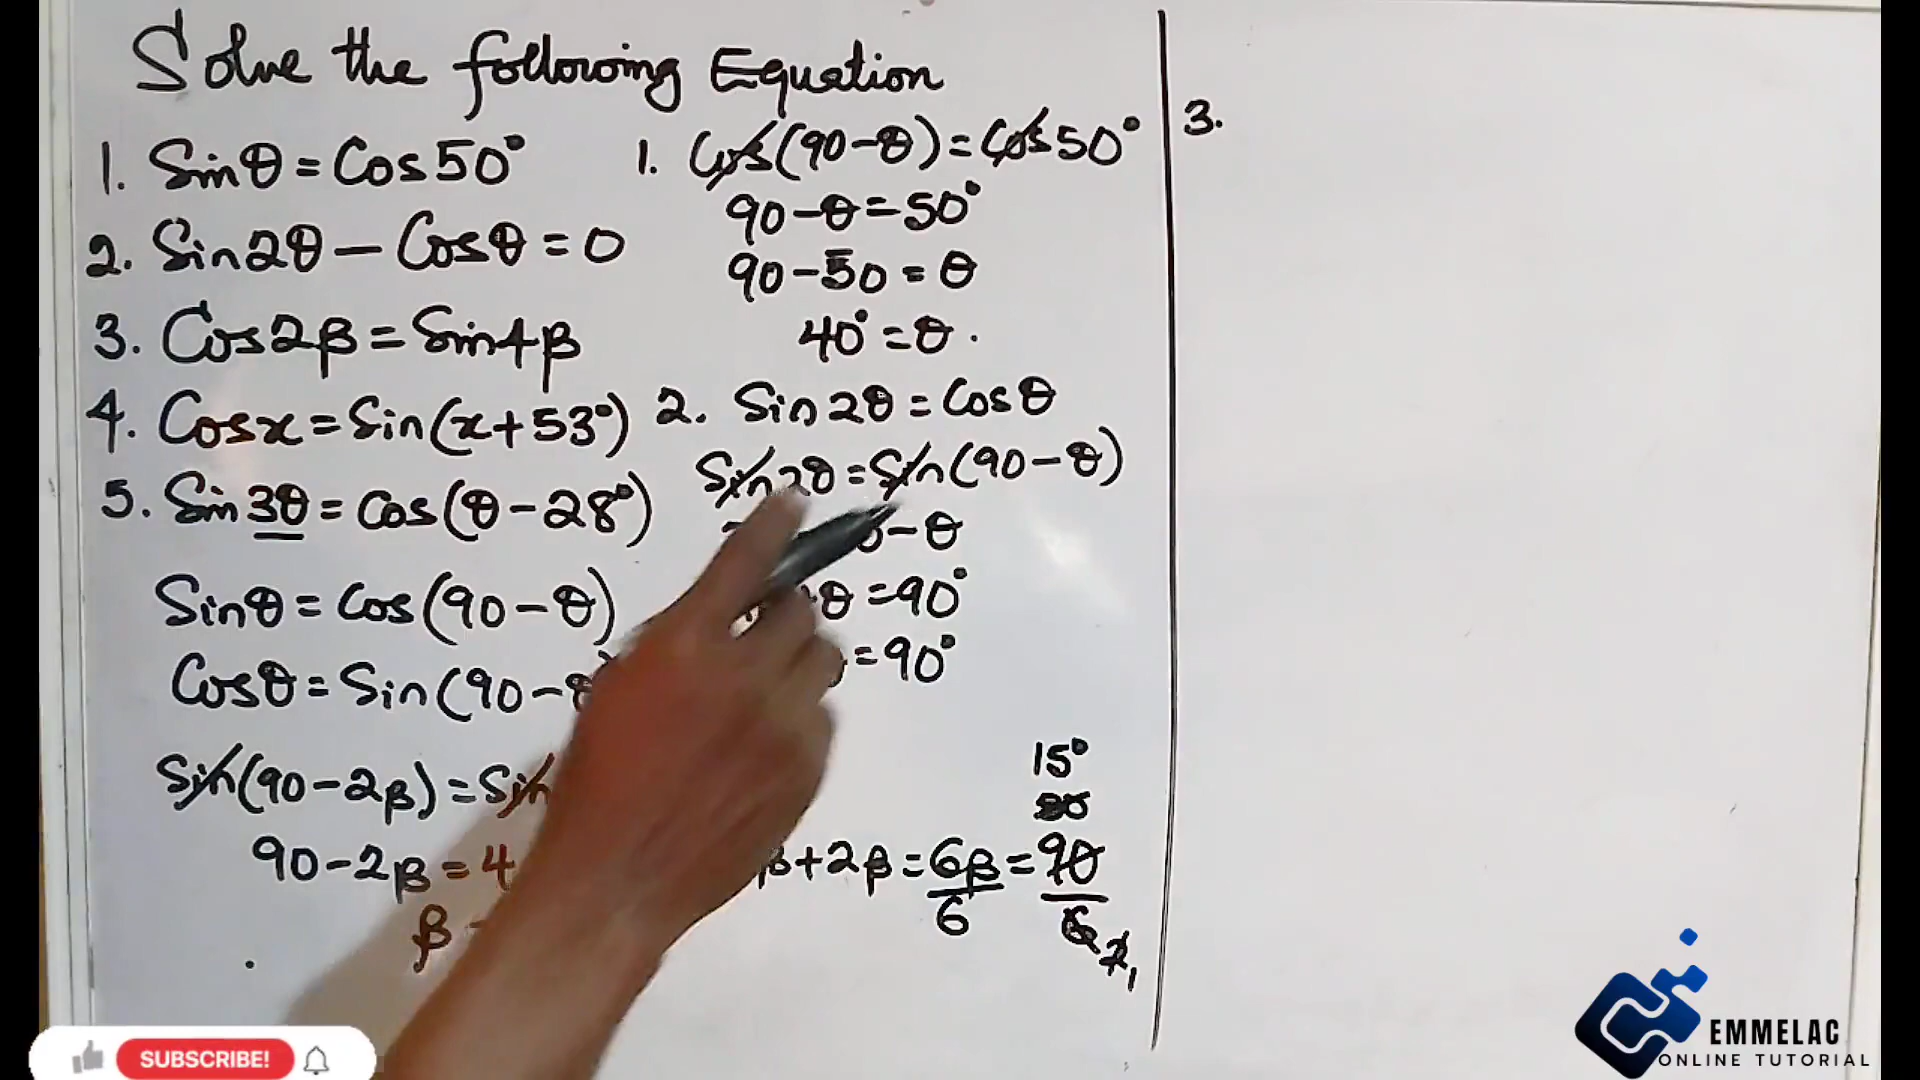 Solve the following Equation
1. Sinθ = Cos50°
2. Sin2θ - Cosθ = 0
3. Cos2β = Sin4β
4. Cosx = Sin(x+53°)
5. Sin3θ = Cos(θ-28°)
Sinθ = Cos(90-θ)
Cosθ = Sin(90-θ
Sin(90-2β) = Sin
90-2β = 4
β
1. Cos(90-θ) = Cos50°
90-θ = 50°
90-50 = θ
40° = θ.
2. Sin2θ = Cosθ
Sin2θ = Sin(90-θ)
-θ
θ = 90°
= 90°
15°
β+2β = 6β/6 = 90/6
3.
SUBSCRIBE!
EMMELAC
ONLINE TUTORIAL